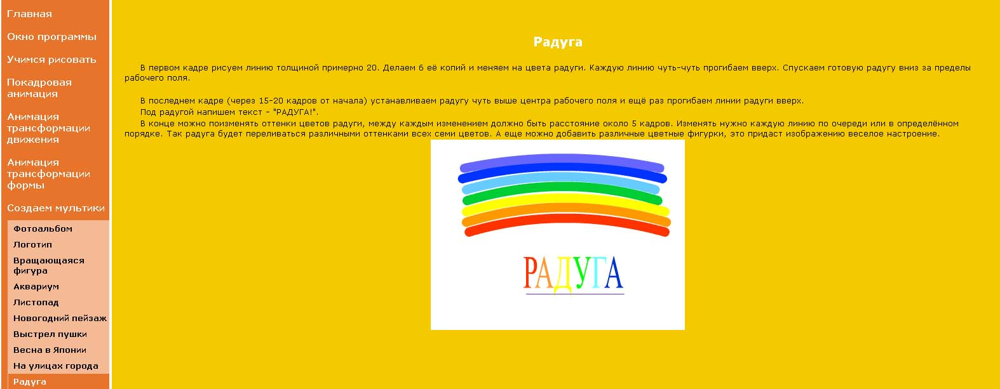 Главная
Окно программы
Учимся рисовать
Покадровая
анимация
Анимация
трансформации
движения
Анимация
трансформации
формы
Создаем мультики
Фотоальбом
Логотип
Вращающаяся
фигура
Аквариум
Листопад
Новогодний пейзаж
Выстрел пушки
Весна в Японии
На улицах города
Радуга
Радуга
В первом кадре рисуем линию толщиной примерно 20. Делаем 6 её копий и меняем на цвета радуги. Каждую линию чуть-чуть прогибаем вверх. Спускаем готовую радугу вниз за пределы
рабочего поля.
В последнем кадре (через 15-20 кадров от начала) устанавливаем радугу чуть выше центра рабочего поля и ещё раз прогибаем линии радуги вверх.
Под радугой напишем текст - "РАДУГА!".
В конце можно поизменять оттенки цветов радуги, между каждым изменением должно быть расстояние около 5 кадров. Изменять нужно каждую линию по очереди или в определённом
порядке. Так радуга будет переливаться различными оттенками всех семи цветов. А еще можно добавить различные цветные фигурки, это придаст изображению веселое настроение.
РАДУГА